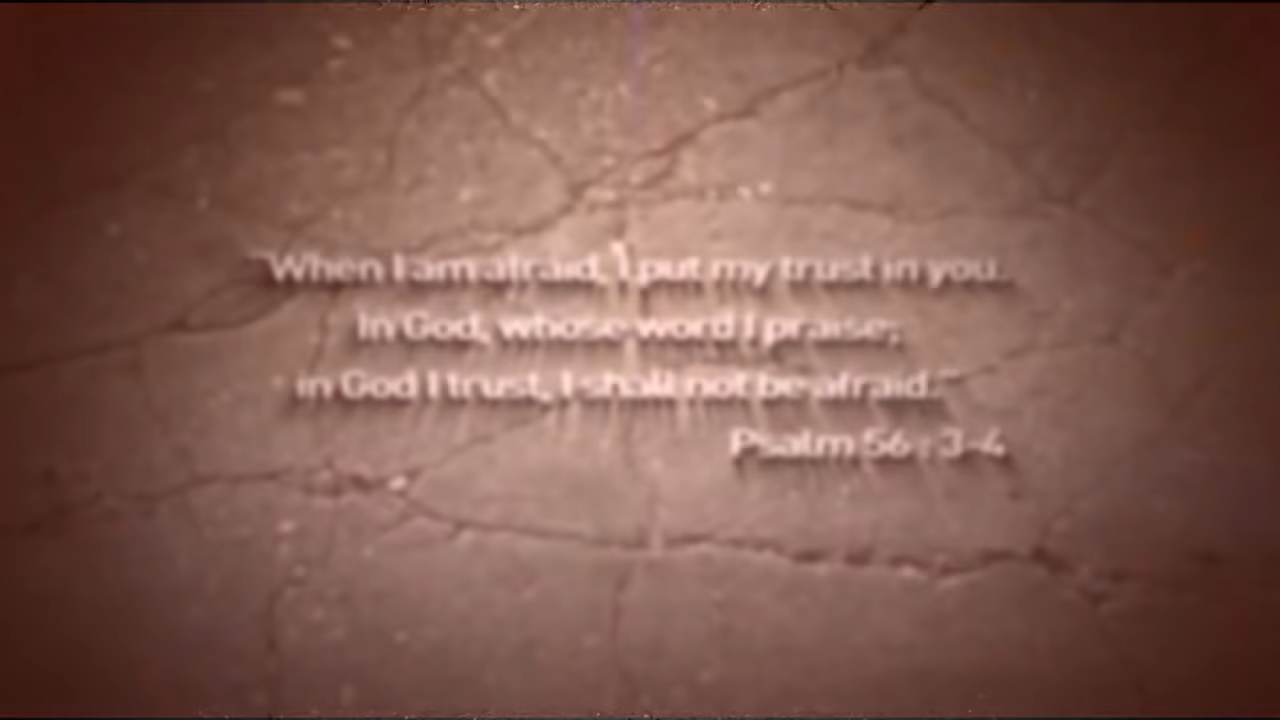 "When I am afraid, I put my trust in you.
In God, whose word I praise;
in God I trust, I shall not be afraid."
Psalm 56 : 3-4